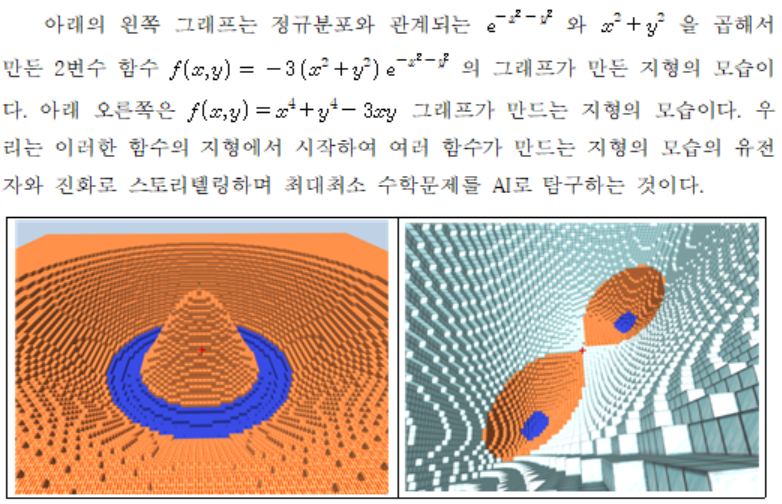 아래의 왼쪽 그래프는 정규분포와 관계되는 $e^{-x^2-y^2}$ 와 $x^2+y^2$ 을 곱해서
만든 2변수 함수 $f(x,y) = -3(x^2+y^2)e^{-x^2-y^2}$ 의 그래프가 만든 지형의 모습이
다. 아래 오른쪽은 $f(x,y)=x^4+y^4-3xy$ 그래프가 만드는 지형의 모습이다. 우
리는 이러한 함수의 지형에서 시작하여 여러 함수가 만드는 지형의 모습의 유전
자와 진화로 스토리텔링하며 최대최소 수학문제를 AI로 탐구하는 것이다.